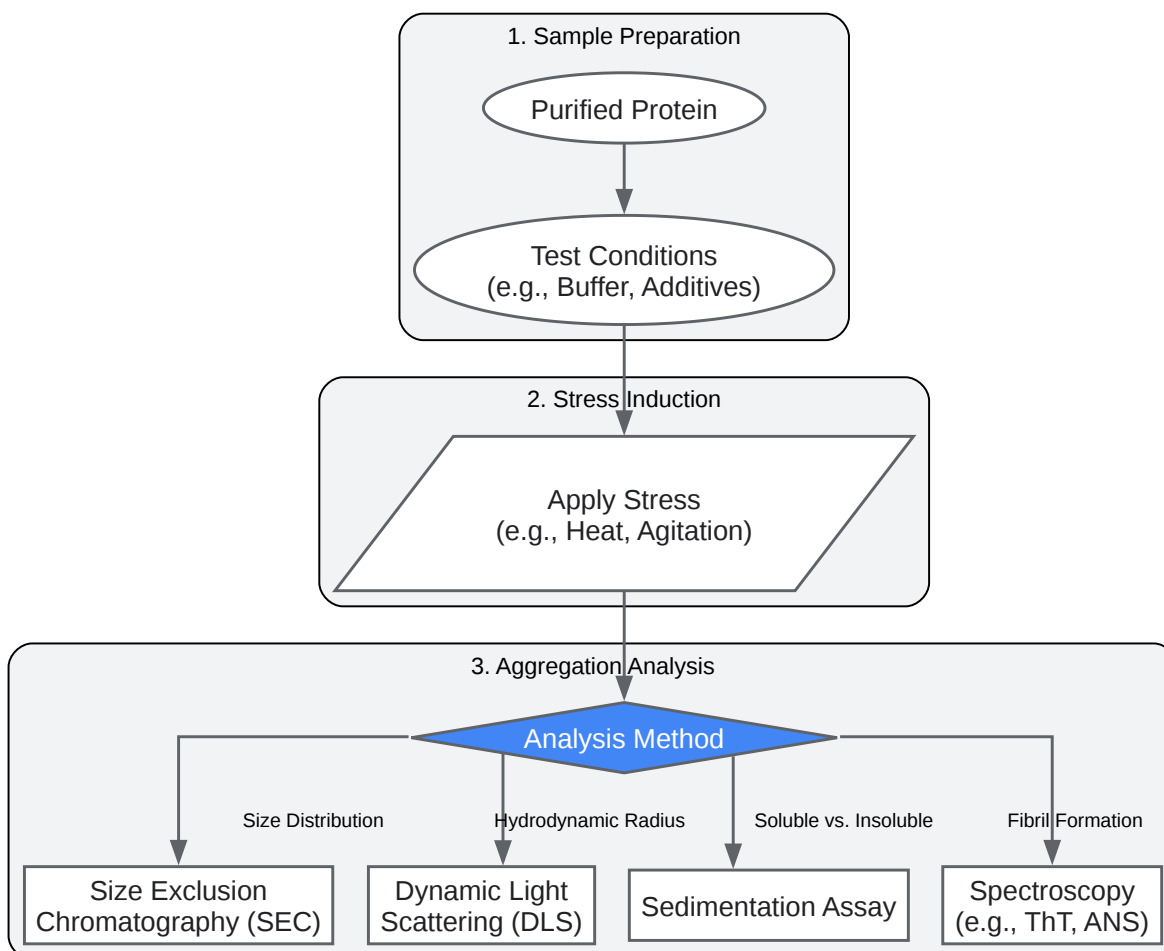 1. Sample Preparation
Purified Protein
Test Conditions
(e.g., Buffer, Additives)
2. Stress Induction
Apply Stress
(e.g., Heat, Agitation)
3. Aggregation Analysis
Analysis Method
Size Distribution
Hydrodynamic Radius
Soluble vs. Insoluble
Fibril Formation
Size Exclusion
Chromatography (SEC)
Dynamic Light
Scattering (DLS)
Sedimentation Assay
Spectroscopy
(e.g., ThT, ANS)